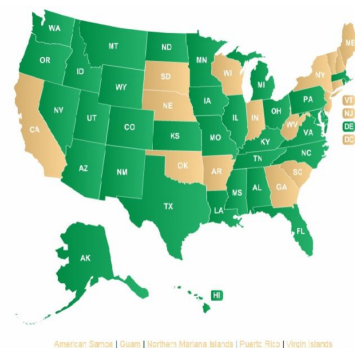 WA
MT
ND
MN
ME
OR
ID
SD
WI
NY
WY
MI
VT
NE
IA
PA
NJ
NV
IL
IN
OH
DE
CA
UT
CO
WV
DC
KS
MO
KY
VA
NC
TN
AZ
NM
OK
AR
SC
MS
AL
GA
TX
LA
FL
AK
HI
American Samoa | Guam | Northern Mariana Islands | Puerto Rico | Virgin Islands